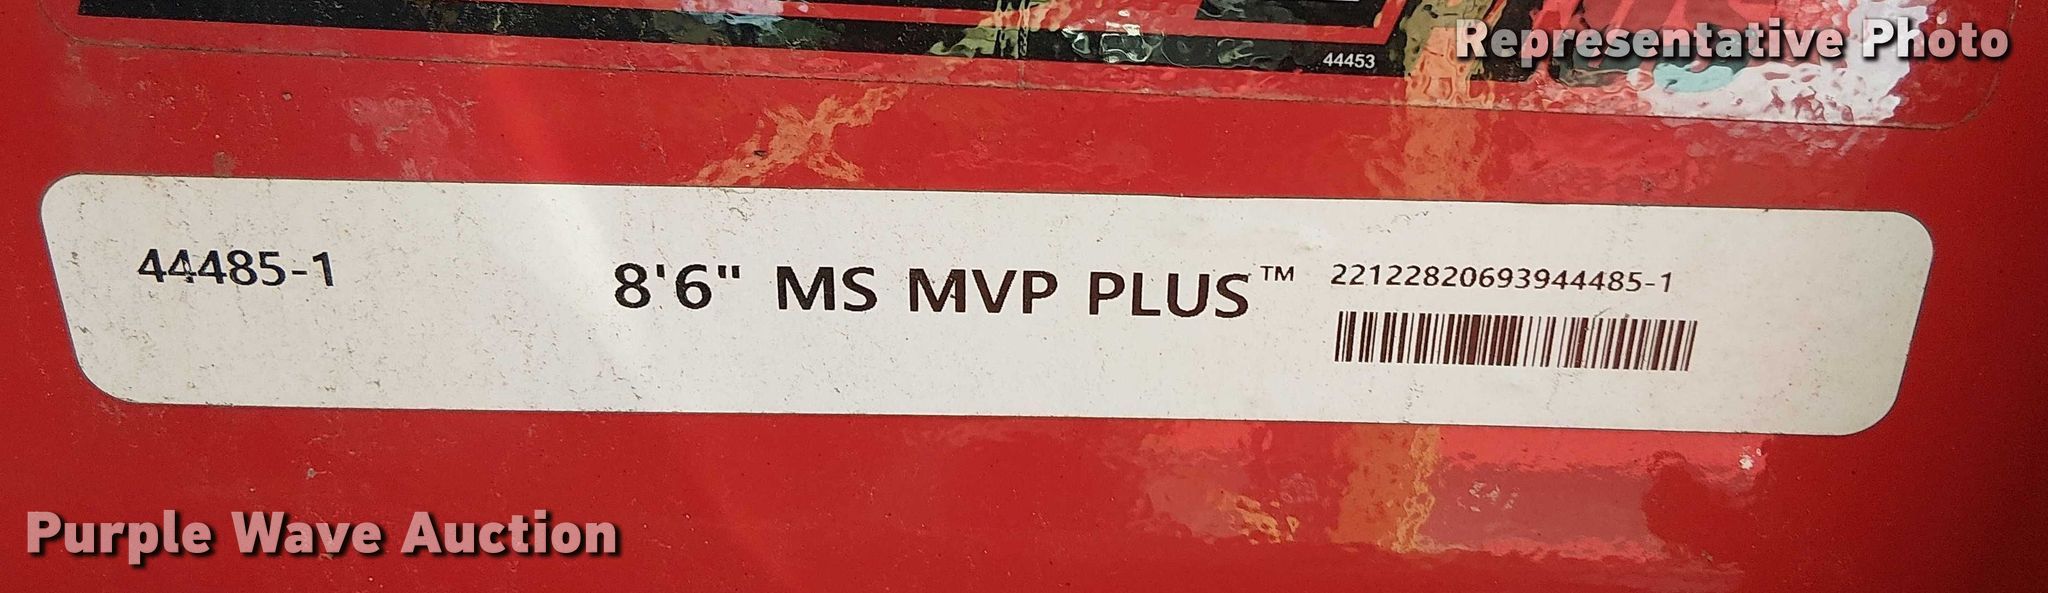 Representative Photo
44453
44485-1
8'6" MS MVP PLUS™
22122820693944485-1
Purple Wave Auction